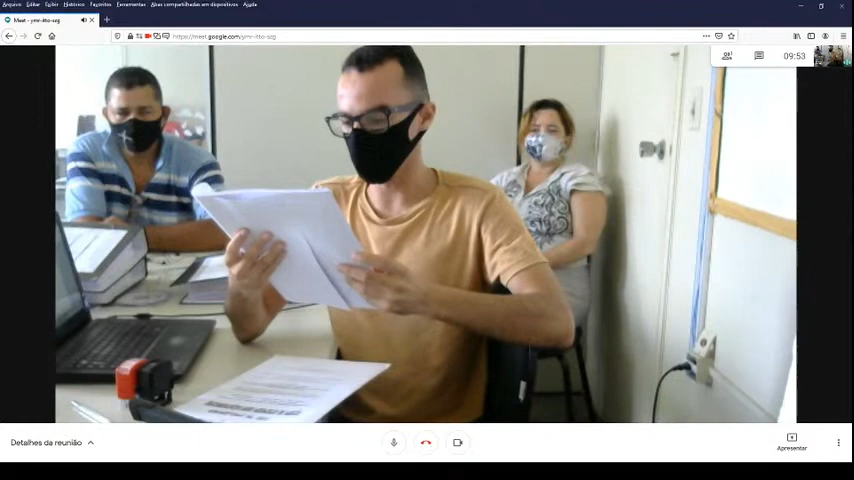 Arquivo Editar Exibir Histórico Favoritos Ferramentas Abas compartilhadas em dispositivos Ajuda
Meet - ymr-itto-szg
https://meet.google.com/ymr-itto-szg
09:53
Detalhes da reunião
Apresentar